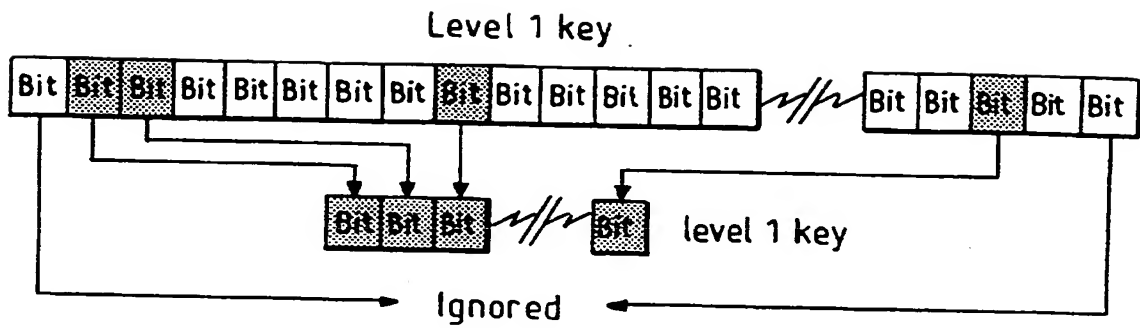 Level 1 key
Bit Bit Bit Bit Bit Bit Bit Bit Bit Bit Bit Bit Bit Bit Bit Bit Bit Bit Bit
Bit Bit Bit Bit level 1 key
Ignored